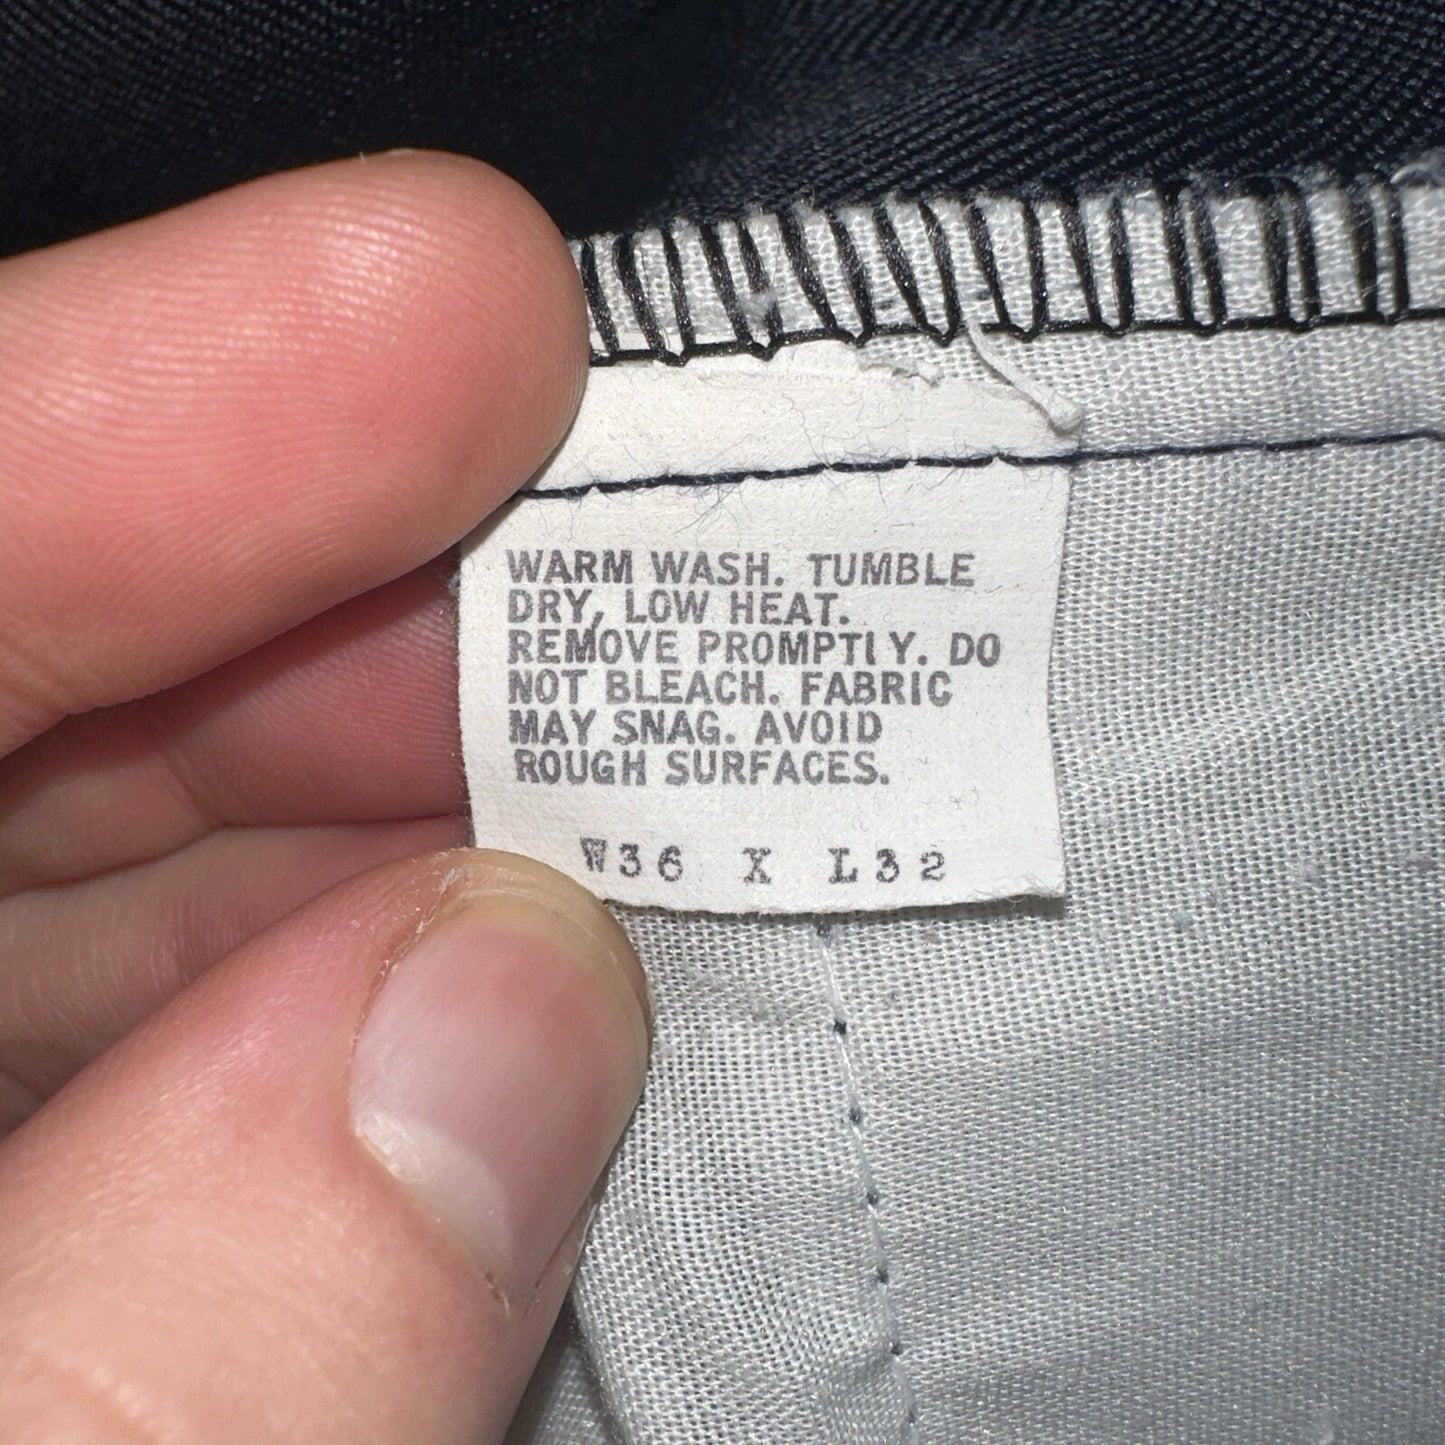 WARM WASH. TUMBLE
DRY, LOW HEAT.
REMOVE PROMPTLY. DO
NOT BLEACH. FABRIC
MAY SNAG. AVOID
ROUGH SURFACES.
W36 X L32